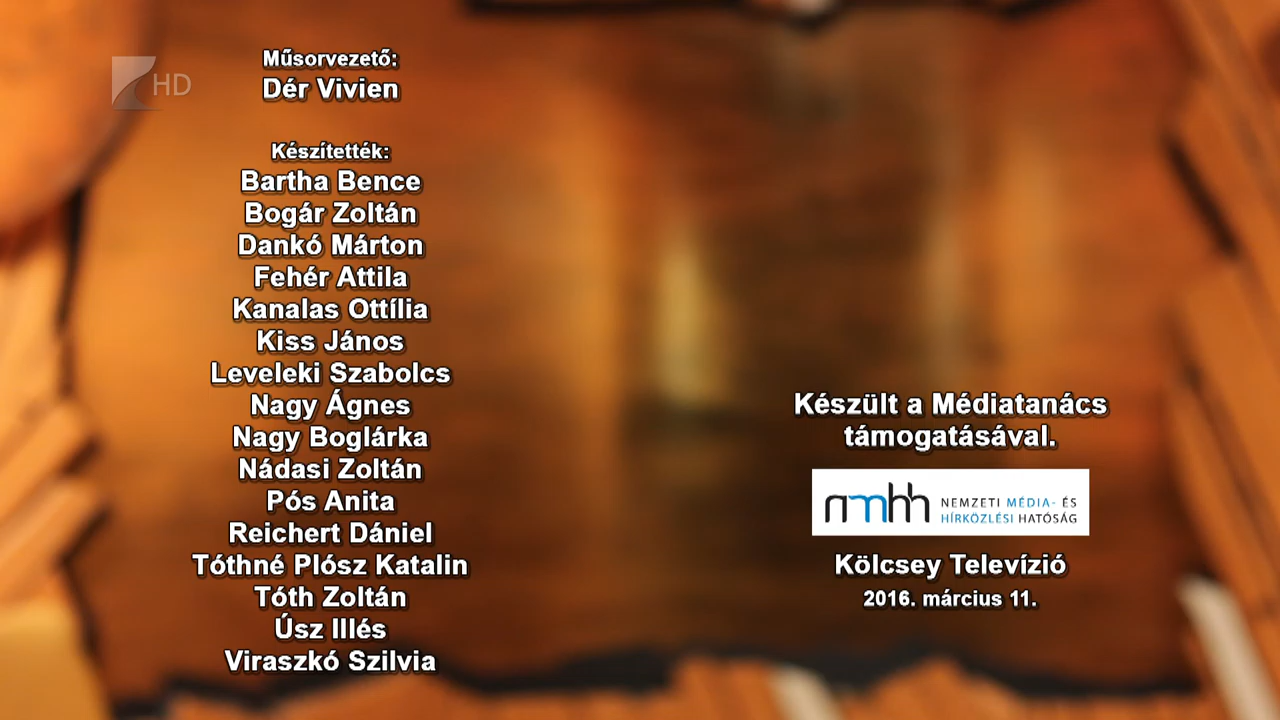 HD
Műsorvezető:
Dér Vivien
Készítették:
Bartha Bence
Bogár Zoltán
Dankó Márton
Fehér Attila
Kanalas Ottília
Kiss János
Leveleki Szabolcs
Nagy Ágnes
Nagy Boglárka
Nádasi Zoltán
Pós Anita
Reichert Dániel
Tóthné Plósz Katalin
Tóth Zoltán
Úsz Illés
Viraszkó Szilvia
Készült a Médiatanács
támogatásával.
nmhh
NEMZETI MÉDIA- ÉS
HÍRKÖZLÉSI HATÓSÁG
Kölcsey Televízió
2016. március 11.